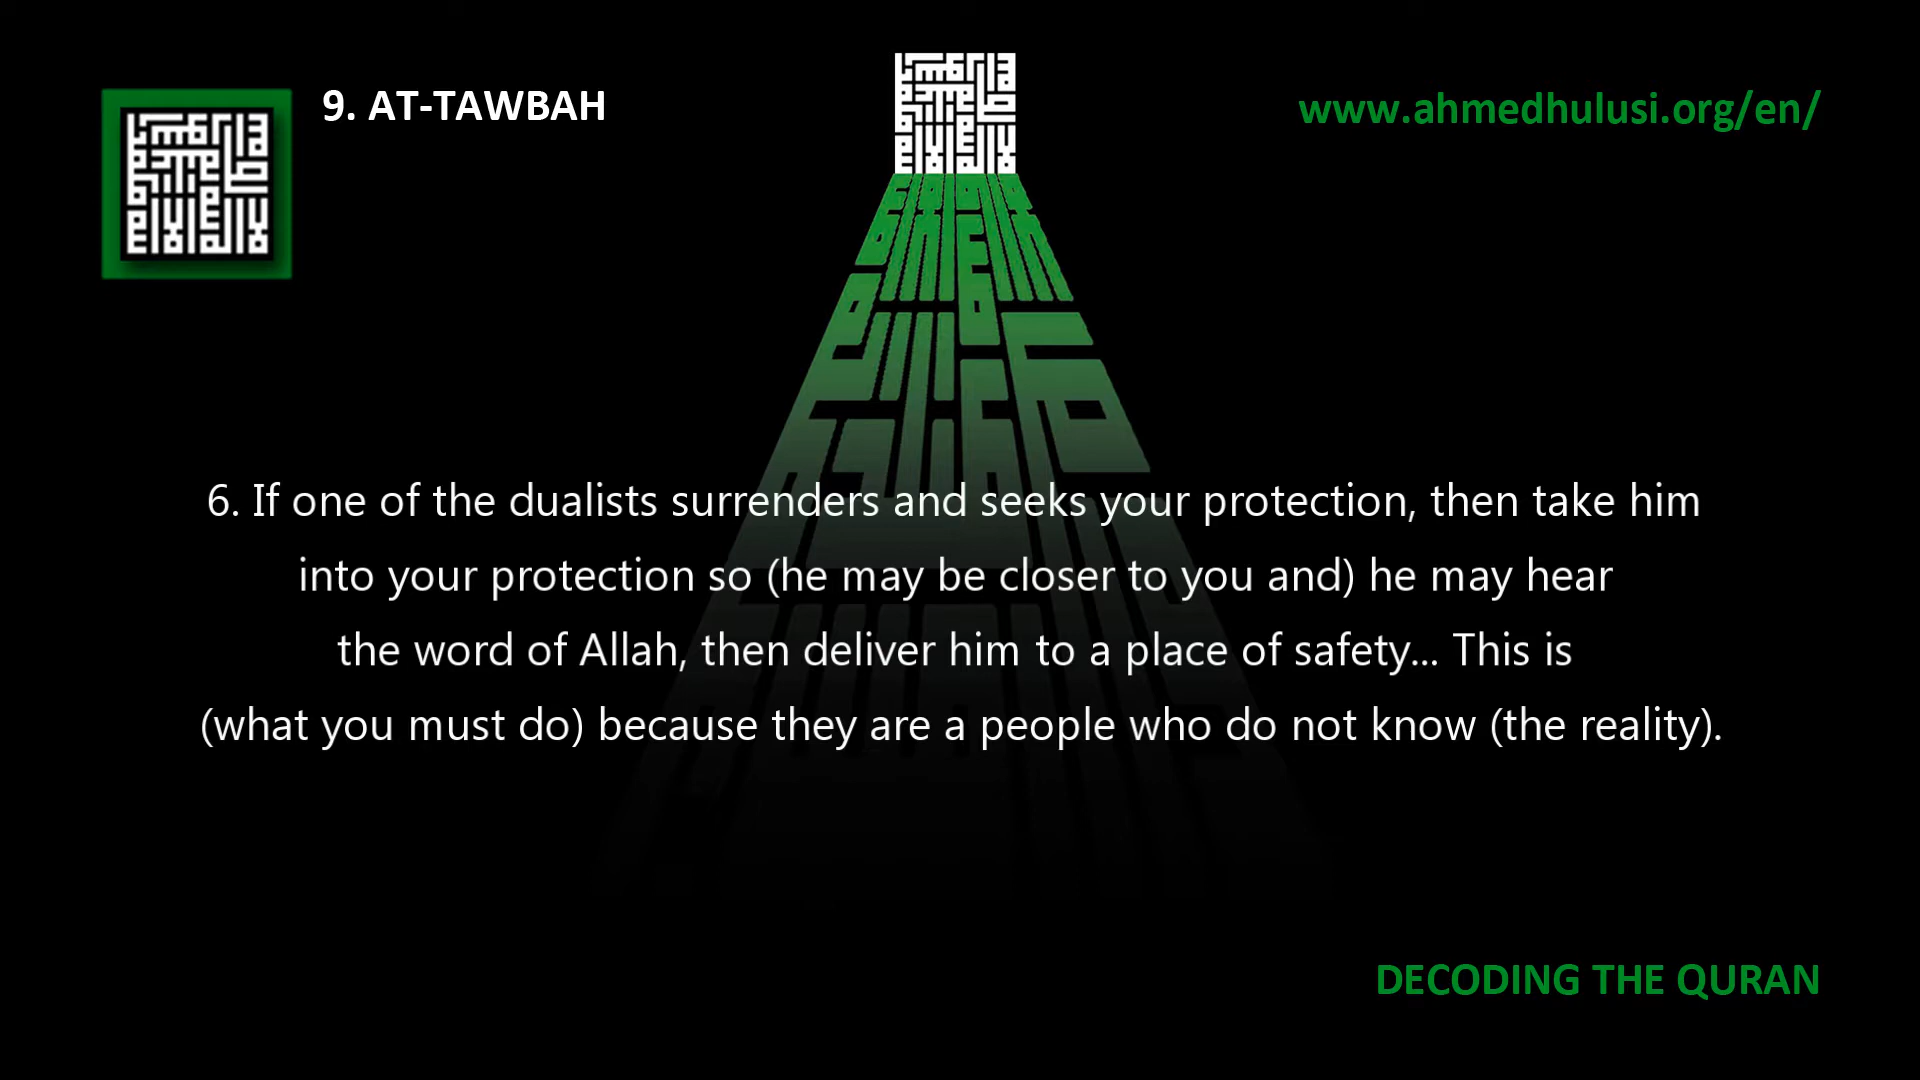 9. AT-TAWBAH
www.ahmedhulusi.org/en/
6. If one of the dualists surrenders and seeks your protection, then take him
into your protection so (he may be closer to you and) he may hear
the word of Allah, then deliver him to a place of safety... This is
(what you must do) because they are a people who do not know (the reality).
DECODING THE QURAN